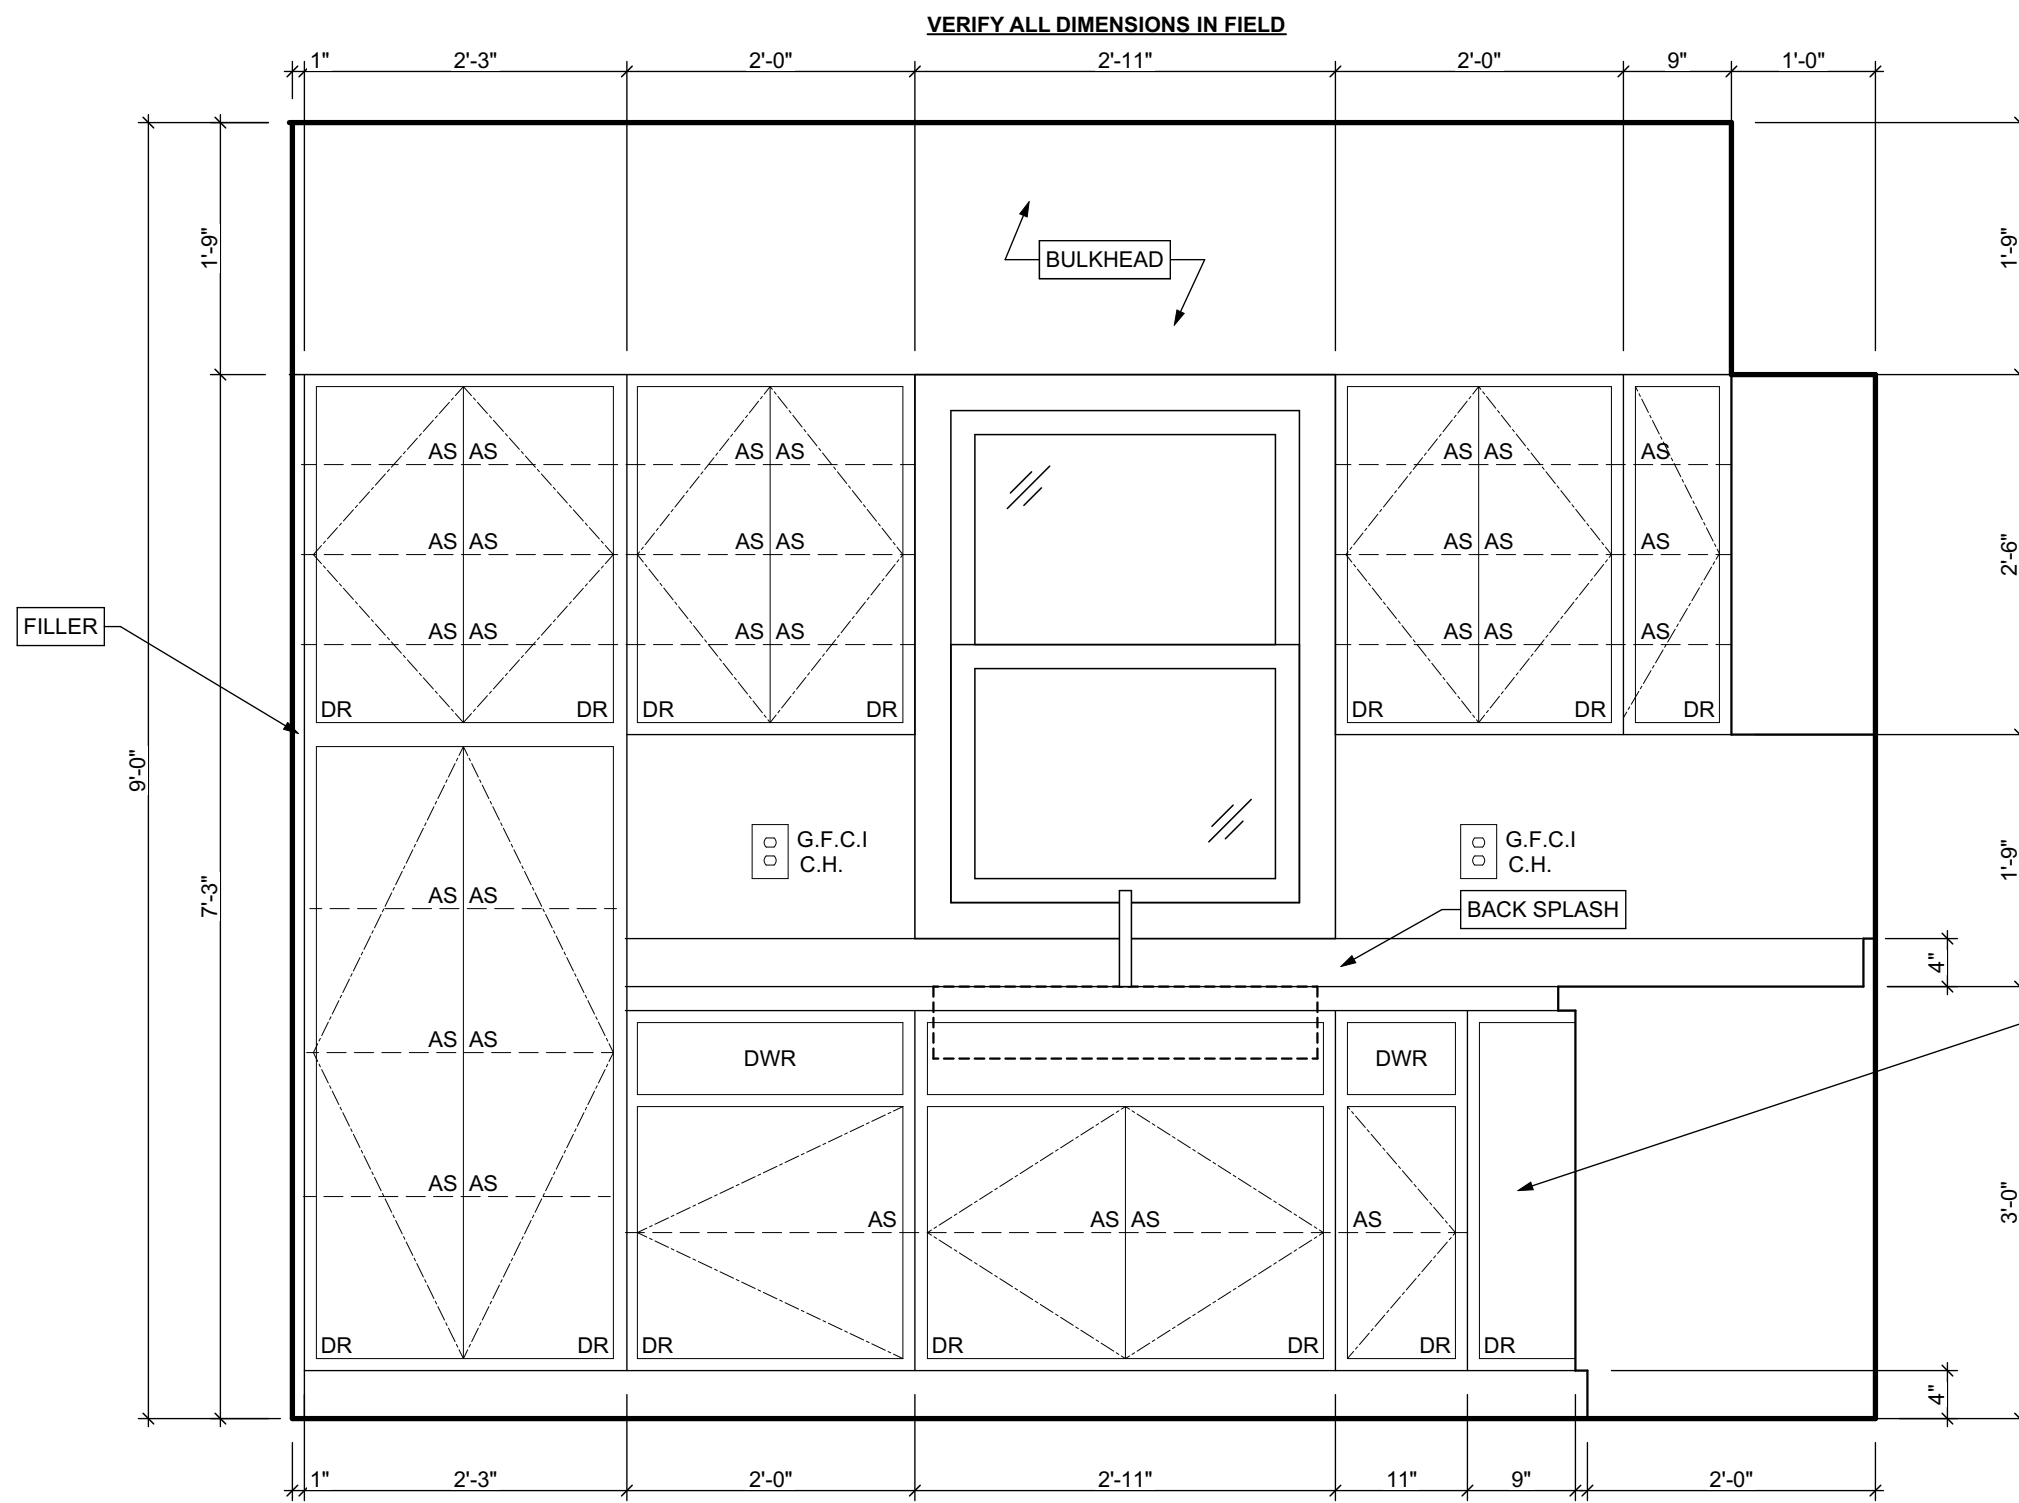 VERIFY ALL DIMENSIONS IN FIELD
1" 2'-3" 2'-0" 2'-11" 2'-0" 9" 1'-0"
1'-9" BULKHEAD 1'-9"
AS AS AS AS AS AS AS
AS AS AS AS AS AS AS
2'-6"
FILLER
AS AS AS AS AS AS AS
DR DR DR DR DR DR DR
9'-0"
G.F.C.I G.F.C.I
C.H. C.H.
1'-9"
7'-3"
AS AS
BACK SPLASH
4"
AS AS
DWR DWR
AS AS
3'-0"
AS AS AS AS
DR DR DR DR DR DR DR
4"
1" 2'-3" 2'-0" 2'-11" 11" 9" 2'-0"